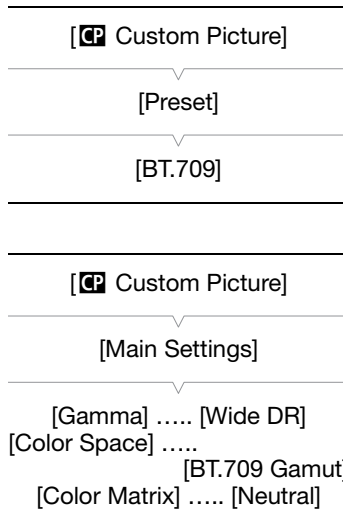 [CP Custom Picture]
[Preset]
[BT.709]
[CP Custom Picture]
[Main Settings]
[Gamma] ..... [Wide DR]
[Color Space] .....
[BT.709 Gamut]
[Color Matrix] ..... [Neutral]